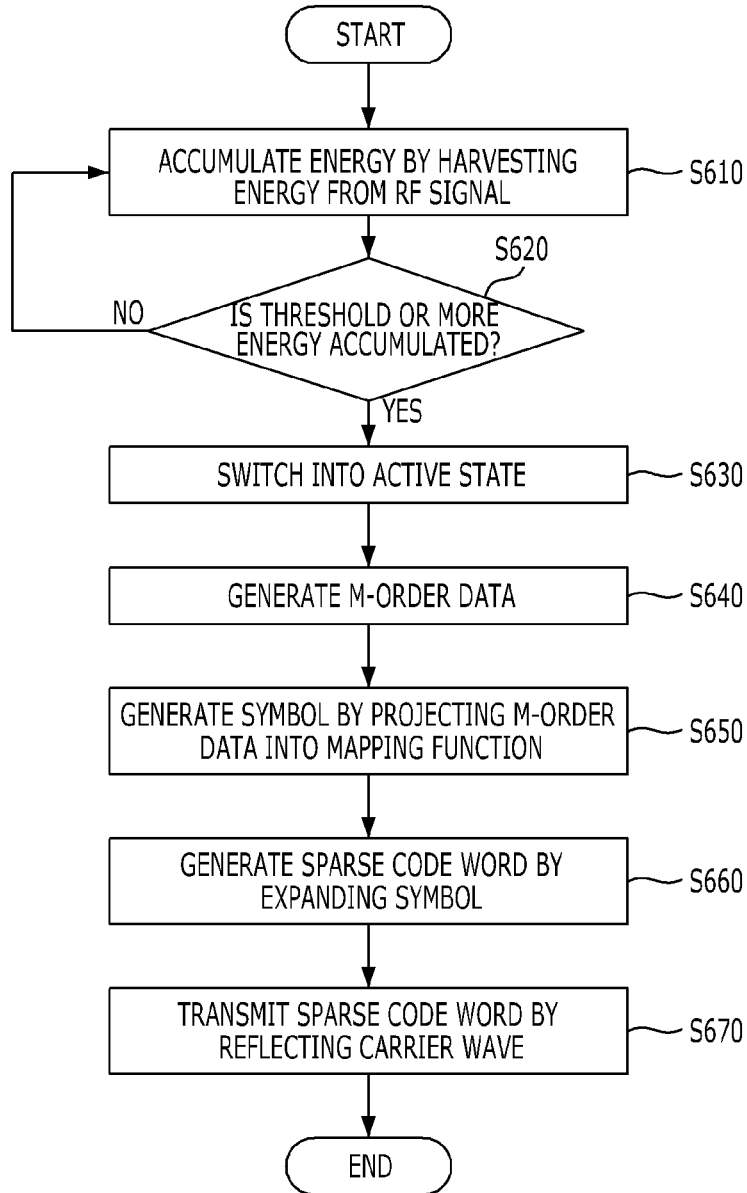 START
ACCUMULATE ENERGY BY HARVESTING
ENERGY FROM RF SIGNAL
S610
S620
IS THRESHOLD OR MORE
ENERGY ACCUMULATED?
NO
YES
SWITCH INTO ACTIVE STATE
S630
GENERATE M-ORDER DATA
S640
GENERATE SYMBOL BY PROJECTING M-ORDER
DATA INTO MAPPING FUNCTION
S650
GENERATE SPARSE CODE WORD BY
EXPANDING SYMBOL
S660
TRANSMIT SPARSE CODE WORD BY
REFLECTING CARRIER WAVE
S670
END